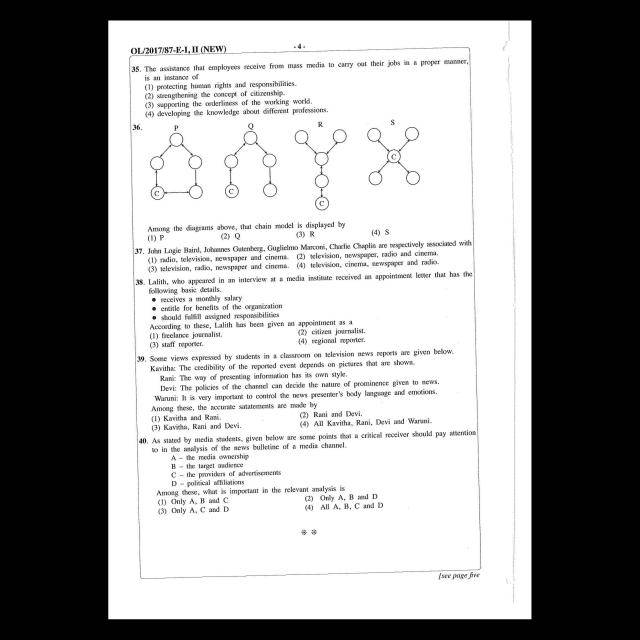 OL/2017/87-E-I, II (NEW)
- 4 -
35. The assistance that employees receive from mass media to carry out their jobs in a proper manner,
is an instance of
(1) protecting human rights and responsibilities.
(2) strengthening the concept of citizenship.
(3) supporting the orderliness of the working world.
(4) developing the knowledge about different professions.
36.
P Q R S
C C C C
Among the diagrams above, that chain model is displayed by
(1) P (2) Q (3) R (4) S
37. John Logie Baird, Johannes Gutenberg, Guglielmo Marconi, Charlie Chaplin are respectively associated with
(1) radio, television, newspaper and cinema. (2) television, newspaper, radio and cinema.
(3) television, radio, newspaper and cinema. (4) television, cinema, newspaper and radio.
38. Lalith, who appeared in an interview at a media institute received an appointment letter that has the
following basic details.
● receives a monthly salary
● entitle for benefits of the organization
● should fulfill assigned responsibilities
According to these, Lalith has been given an appointment as a
(1) freelance journalist. (2) citizen journalist.
(3) staff reporter. (4) regional reporter.
39. Some views expressed by students in a classroom on television news reports are given below.
Kavitha: The credibility of the reported event depends on pictures that are shown.
Rani: The way of presenting information has its own style.
Devi: The policies of the channel can decide the nature of prominence given to news.
Waruni: It is very important to control the news presenter's body language and emotions.
Among these, the accurate satatements are made by
(1) Kavitha and Rani. (2) Rani and Devi.
(3) Kavitha, Rani and Devi. (4) All Kavitha, Rani, Devi and Waruni.
40. As stated by media students, given below are some points that a critical receiver should pay attention
to in the analysis of the news bulletine of a media channel.
A – the media ownership
B – the target audience
C – the providers of advertisements
D – political affiliations
Among these, what is important in the relevant analysis is
(1) Only A, B and C (2) Only A, B and D
(3) Only A, C and D (4) All A, B, C and D
[see page five